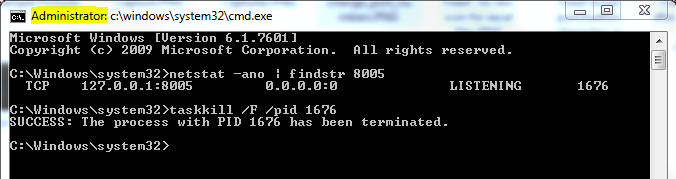 Administrator: c:\windows\system32\cmd.exe
Microsoft Windows [Version 6.1.7601]
Copyright (c) 2009 Microsoft Corporation.  All rights reserved.
C:\Windows\system32>netstat -ano | findstr 8005
  TCP    127.0.0.1:8005         0.0.0.0:0              LISTENING       1676
C:\Windows\system32>taskkill /F /pid 1676
SUCCESS: The process with PID 1676 has been terminated.
C:\Windows\system32>